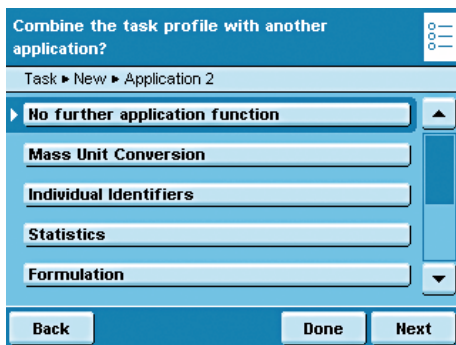 Combine the task profile with another
application?
Task ▸ New ▸ Application 2
No further application function
Mass Unit Conversion
Individual Identifiers
Statistics
Formulation
Back Done Next